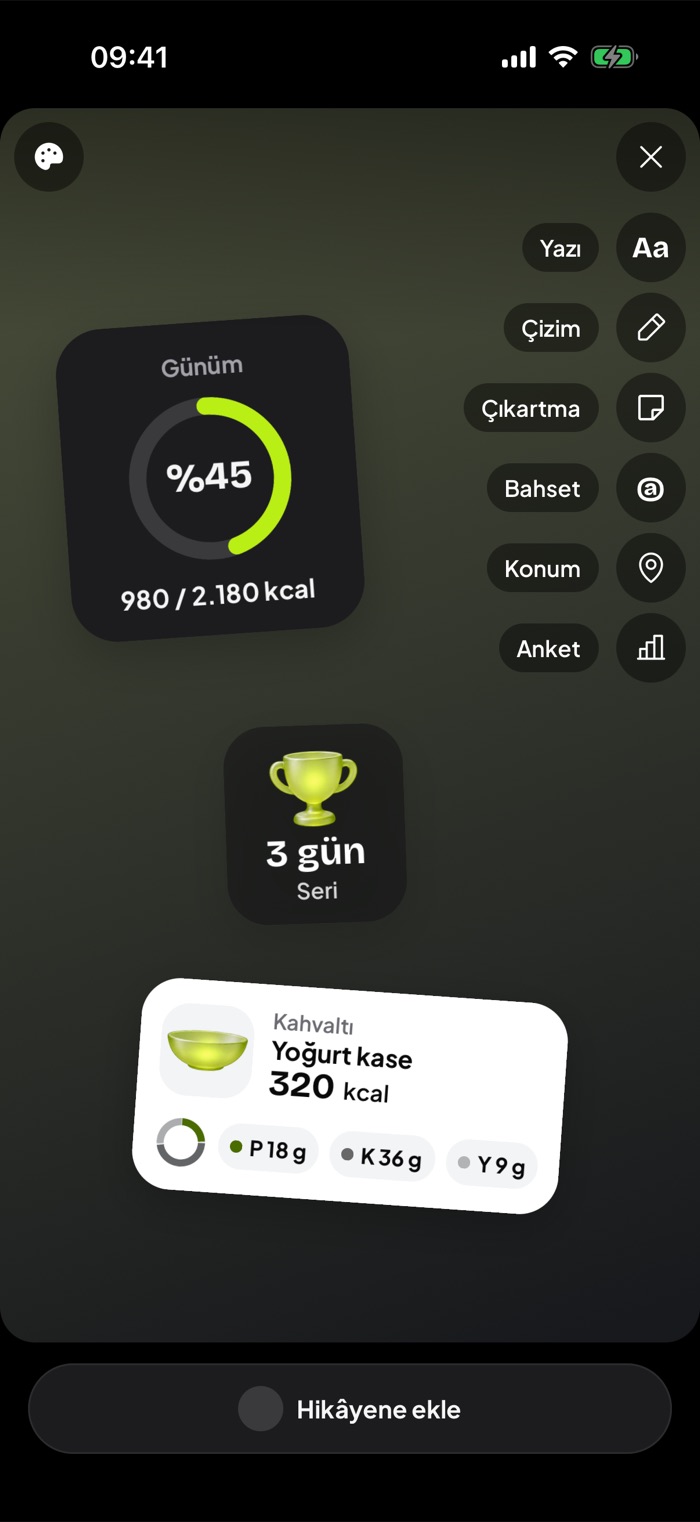 09:41
Yazı
Aa
Çizim
Çıkartma
Bahset
@
Konum
Anket
Günüm
%45
980 / 2.180 kcal
3 gün
Seri
Kahvaltı
Yoğurt kase
320 kcal
P 18 g
K 36 g
Y 9 g
Hikâyene ekle